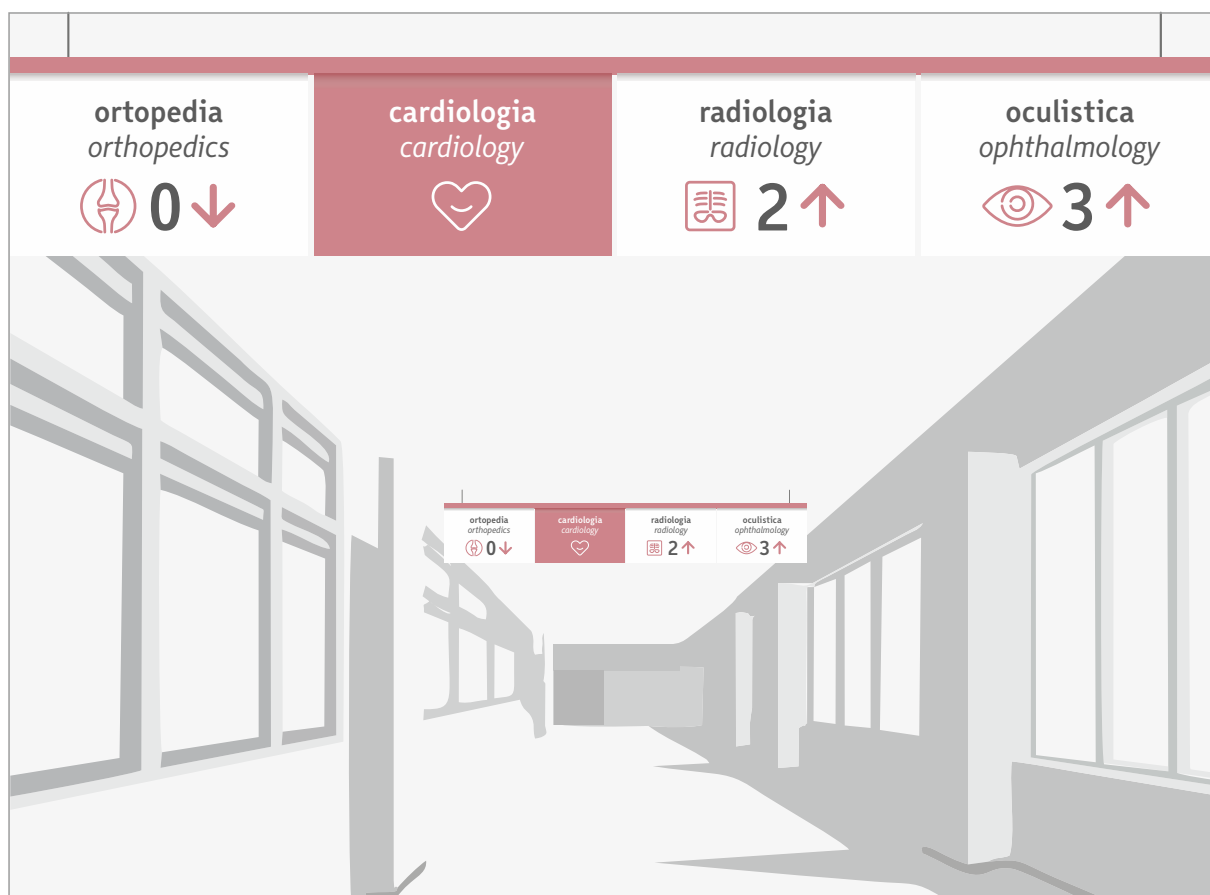 ortopedia
orthopedics
0
cardiologia
cardiology
radiologia
radiology
2
oculistica
ophthalmology
3
ortopedia
orthopedics
0
cardiologia
cardiology
radiologia
radiology
2
oculistica
ophthalmology
3